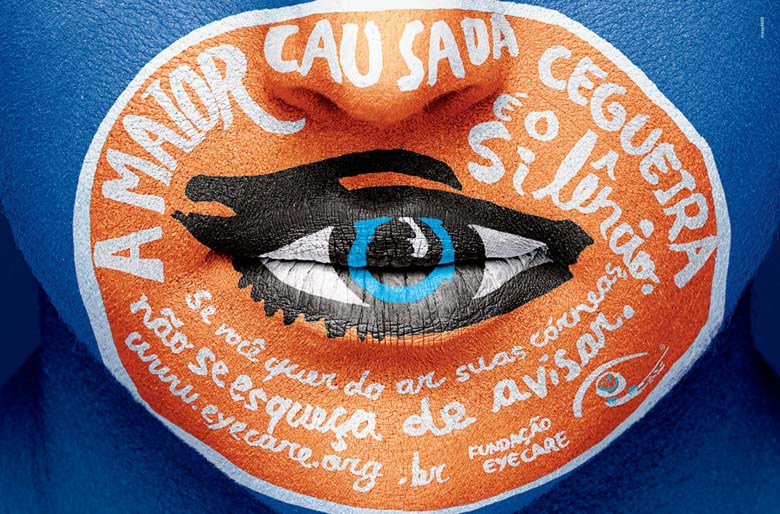 A MAIOR CAUSA DA CEGUEIRA
É O
Silêncio.
Se você quer doar suas córneas,
não se esqueça de avisar.
www.eyecare.org.br
FUNDAÇÃO
EYECARE